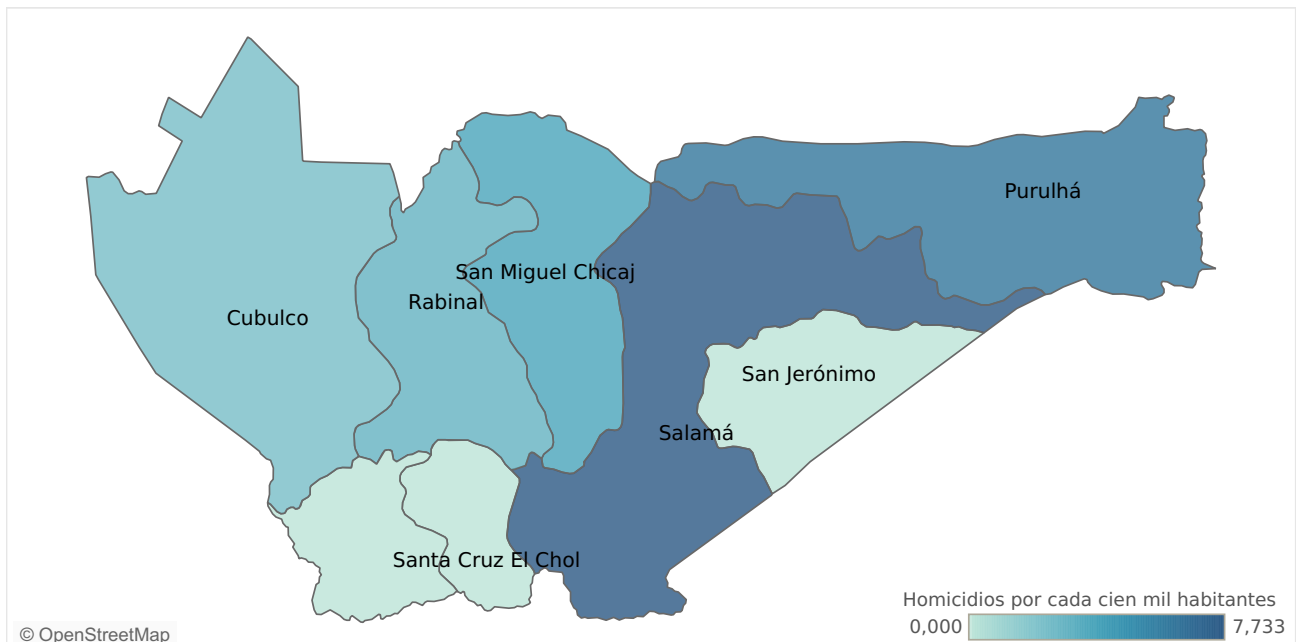 Purulhá
San Miguel Chicaj
Rabinal
Cubulco
San Jerónimo
Salamá
Santa Cruz El Chol
Homicidios por cada cien mil habitantes
0,000 7,733
© OpenStreetMap